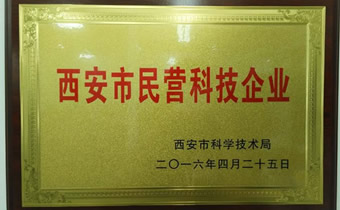 西安市民营科技企业
西安市科学技术局
二〇一六年四月二十五日